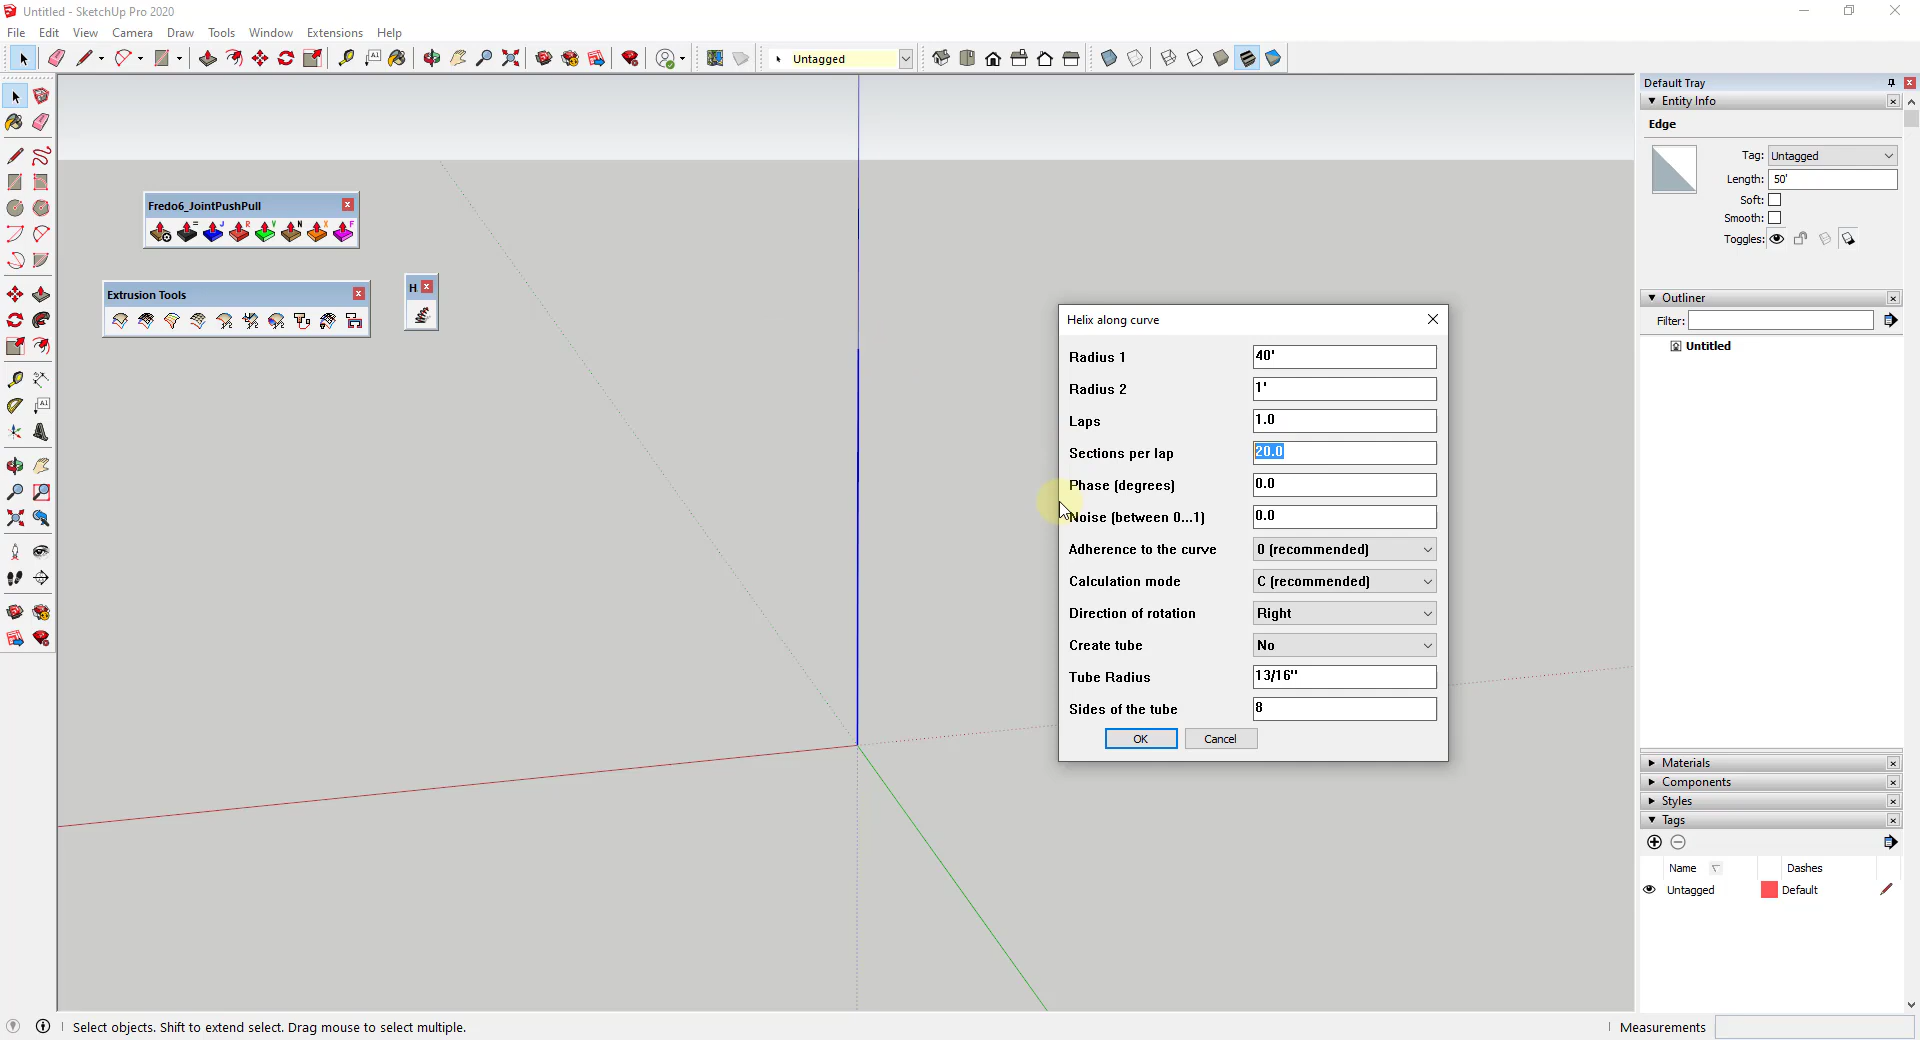 Untitled - SketchUp Pro 2020
File Edit View Camera Draw Tools Window Extensions Help
Untagged
Fredo6_JointPushPull
Extrusion Tools
H
Helix along curve
Radius 1 40'
Radius 2 1'
Laps 1.0
Sections per lap 20.0
Phase (degrees) 0.0
Noise (between 0...1) 0.0
Adherence to the curve 0 (recommended)
Calculation mode C (recommended)
Direction of rotation Right
Create tube No
Tube Radius 13/16"
Sides of the tube 8
OK Cancel
Default Tray
Entity Info
Edge
Tag: Untagged
Length: 50'
Soft:
Smooth:
Toggles:
Outliner
Filter:
Untitled
Materials
Components
Styles
Tags
Name Dashes
Untagged Default
Select objects. Shift to extend select. Drag mouse to select multiple.
Measurements